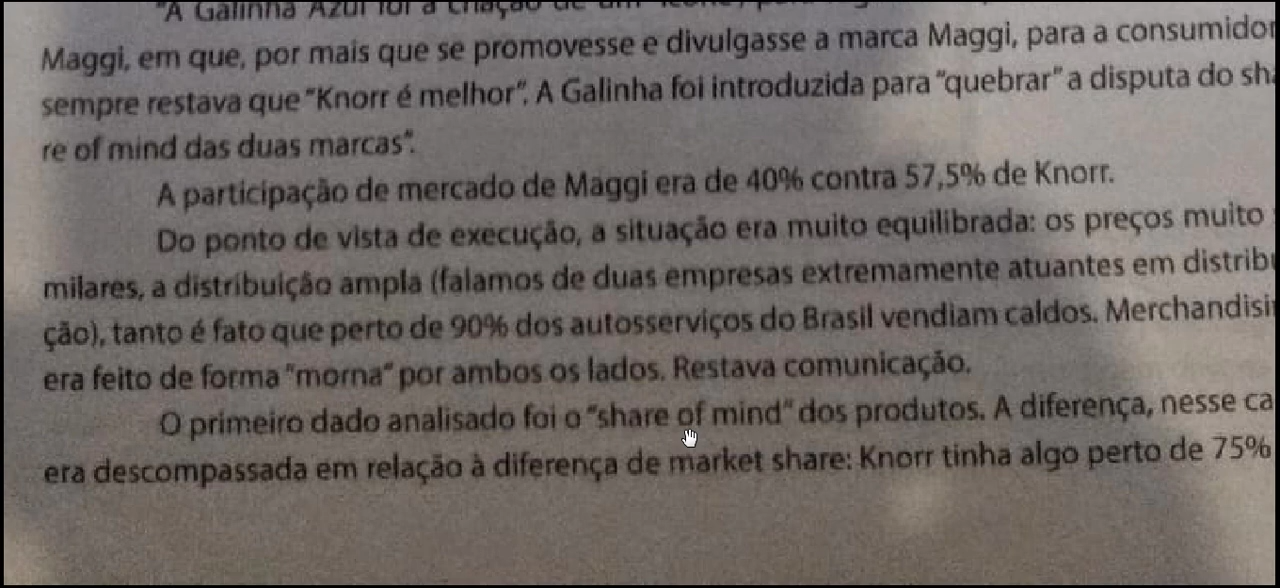 "A Galinha Azul foi a criação de um
Maggi, em que, por mais que se promovesse e divulgasse a marca Maggi, para a consumidor
sempre restava que "Knorr é melhor". A Galinha foi introduzida para "quebrar" a disputa do sha
re of mind das duas marcas".
A participação de mercado de Maggi era de 40% contra 57,5% de Knorr.
Do ponto de vista de execução, a situação era muito equilibrada: os preços muito
milares, a distribuição ampla (falamos de duas empresas extremamente atuantes em distribu
ção), tanto é fato que perto de 90% dos autosserviços do Brasil vendiam caldos. Merchandisin
era feito de forma "morna" por ambos os lados. Restava comunicação.
O primeiro dado analisado foi o "share of mind" dos produtos. A diferença, nesse ca
era descompassada em relação à diferença de market share: Knorr tinha algo perto de 75%